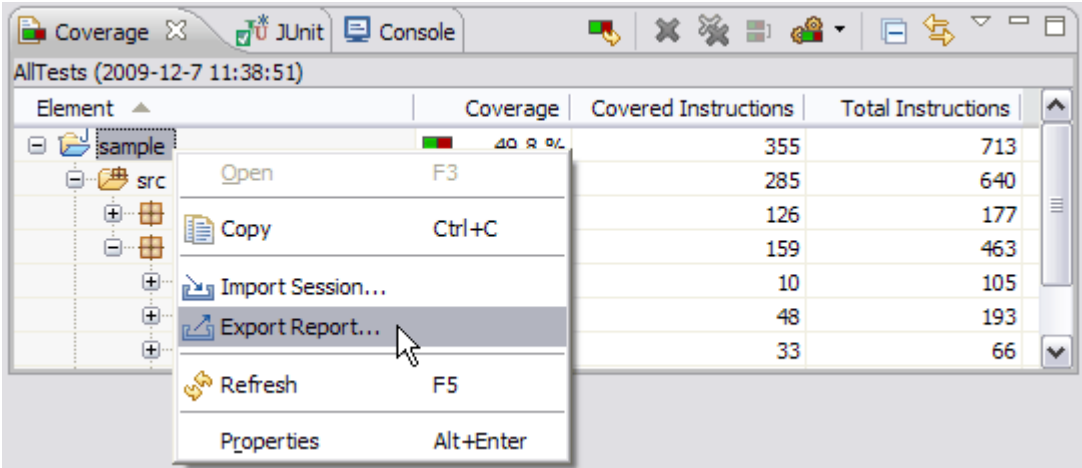 Coverage JUnit Console
AllTests (2009-12-7 11:38:51)
Element Coverage Covered Instructions Total Instructions
sample 49.8 % 355 713
src 285 640
126 177
159 463
10 105
48 193
33 66
Open F3
Copy Ctrl+C
Import Session...
Export Report...
Refresh F5
Properties Alt+Enter